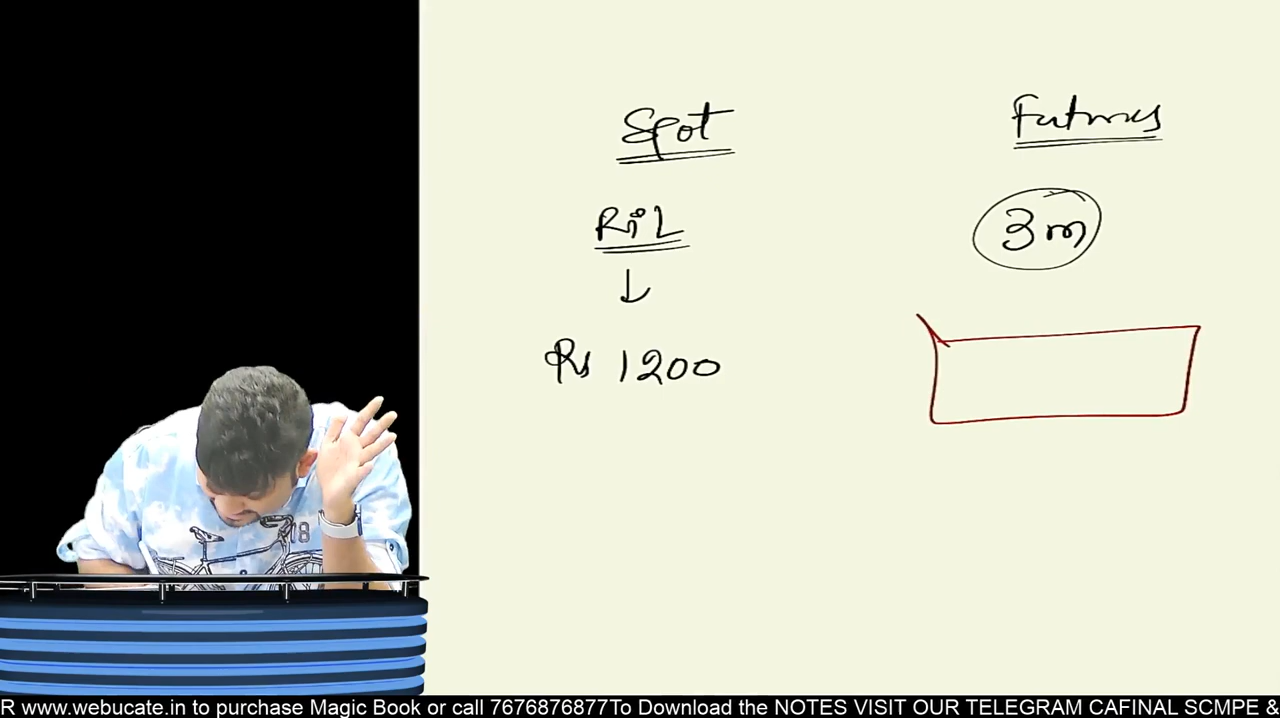 Spot Futures
RIL 3m
↓
Rs 1200
18
R www.webucate.in to purchase Magic Book or call 7676876877To Download the NOTES VISIT OUR TELEGRAM CAFINAL SCMPE &